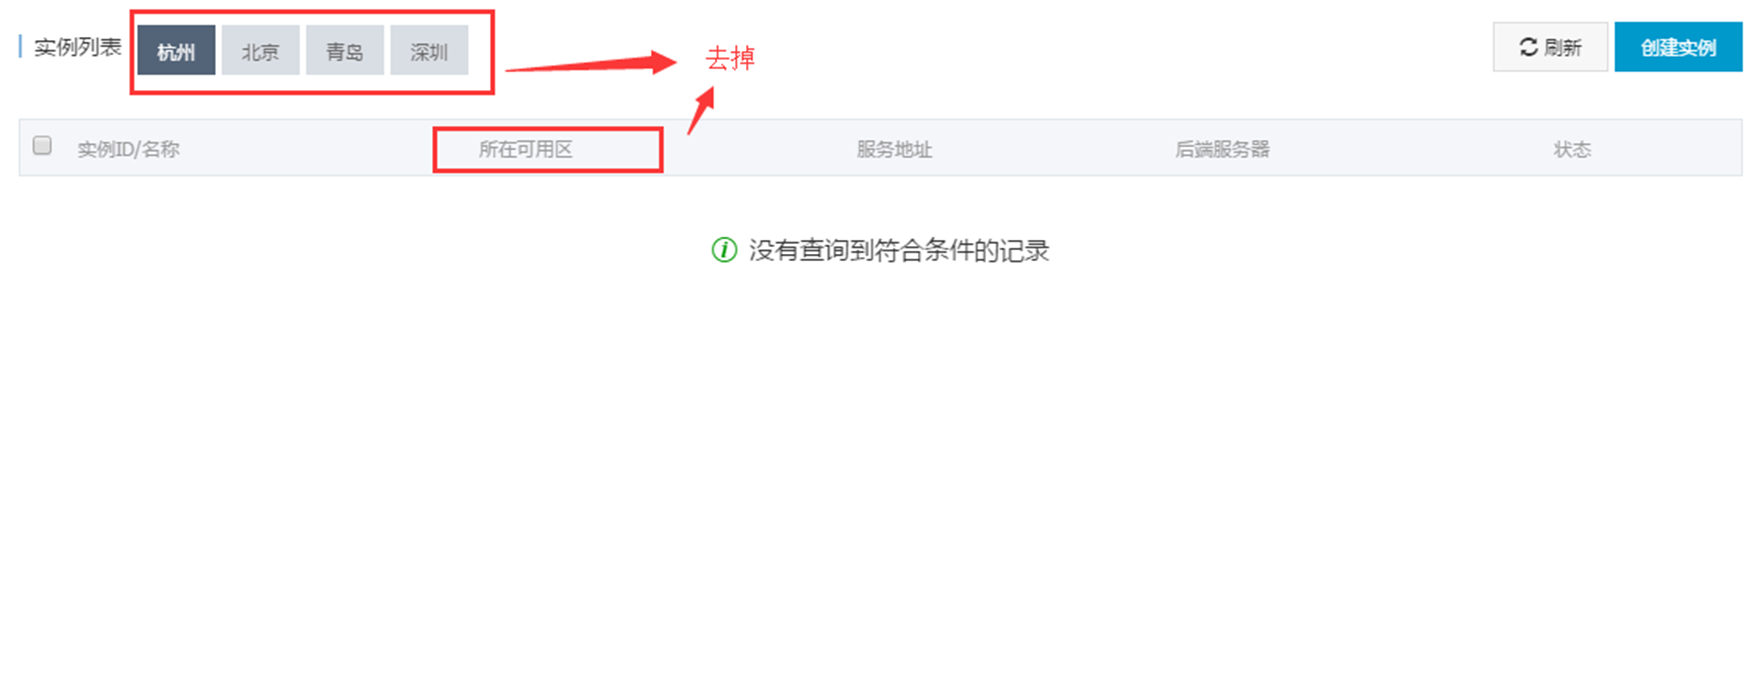 实例列表 杭州 北京 青岛 深圳 去掉 刷新 创建实例
实例ID/名称 所在可用区 服务地址 后端服务器 状态
没有查询到符合条件的记录